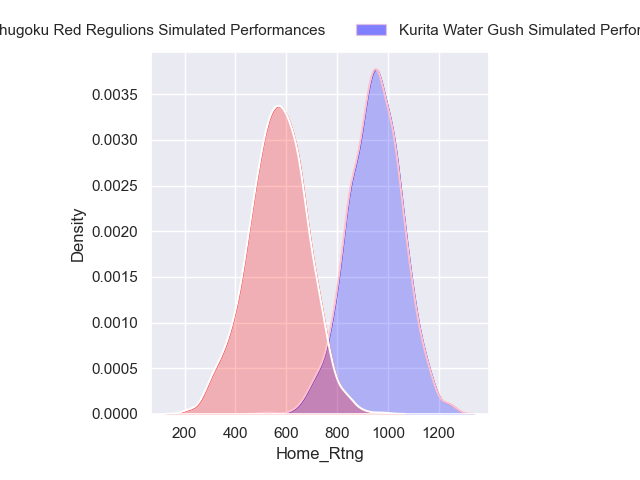 hugoku Red Regulions Simulated Performances
Kurita Water Gush Simulated Perfor
Density
0.0035
0.0030
0.0025
0.0020
0.0015
0.0010
0.0005
0.0000
200 400 600 800 1000 1200
Home_Rtng